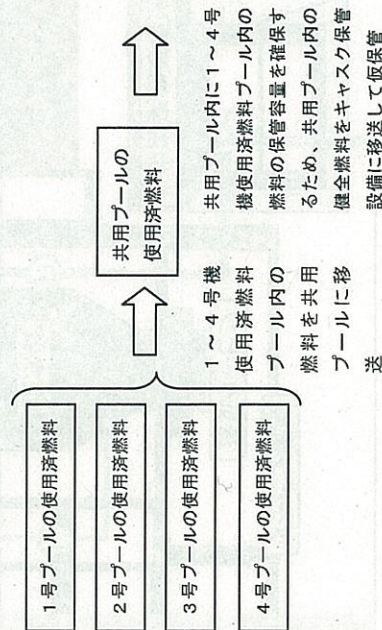 1号プールの使用済燃料
2号プールの使用済燃料
3号プールの使用済燃料
4号プールの使用済燃料
1~4号機
使用済燃料
プール内の
燃料を共用
プールに移
送
共用プールの
使用済燃料
共用プール内に1~4号
機使用済燃料プール内の
燃料の保管容量を確保す
るため、共用プール内の
健全燃料をキャスク保管
設備に移送して仮保管